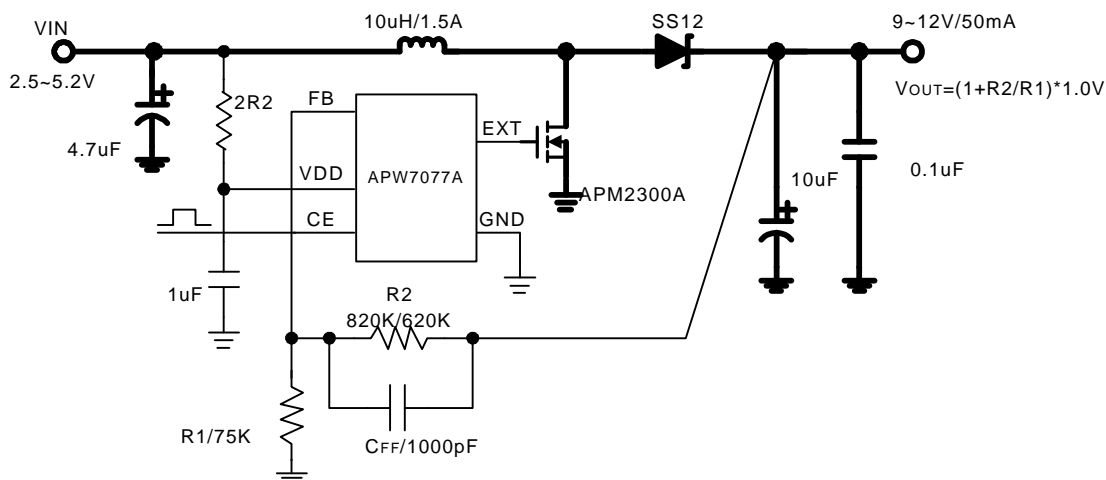 VIN
10uH/1.5A
SS12
9~12V/50mA
2.5~5.2V
VOUT=(1+R2/R1)*1.0V
2R2
FB
EXT
4.7uF
VDD
APW7077A
10uF
0.1uF
APM2300A
CE
GND
1uF
R2
820K/620K
R1/75K
CFF/1000pF